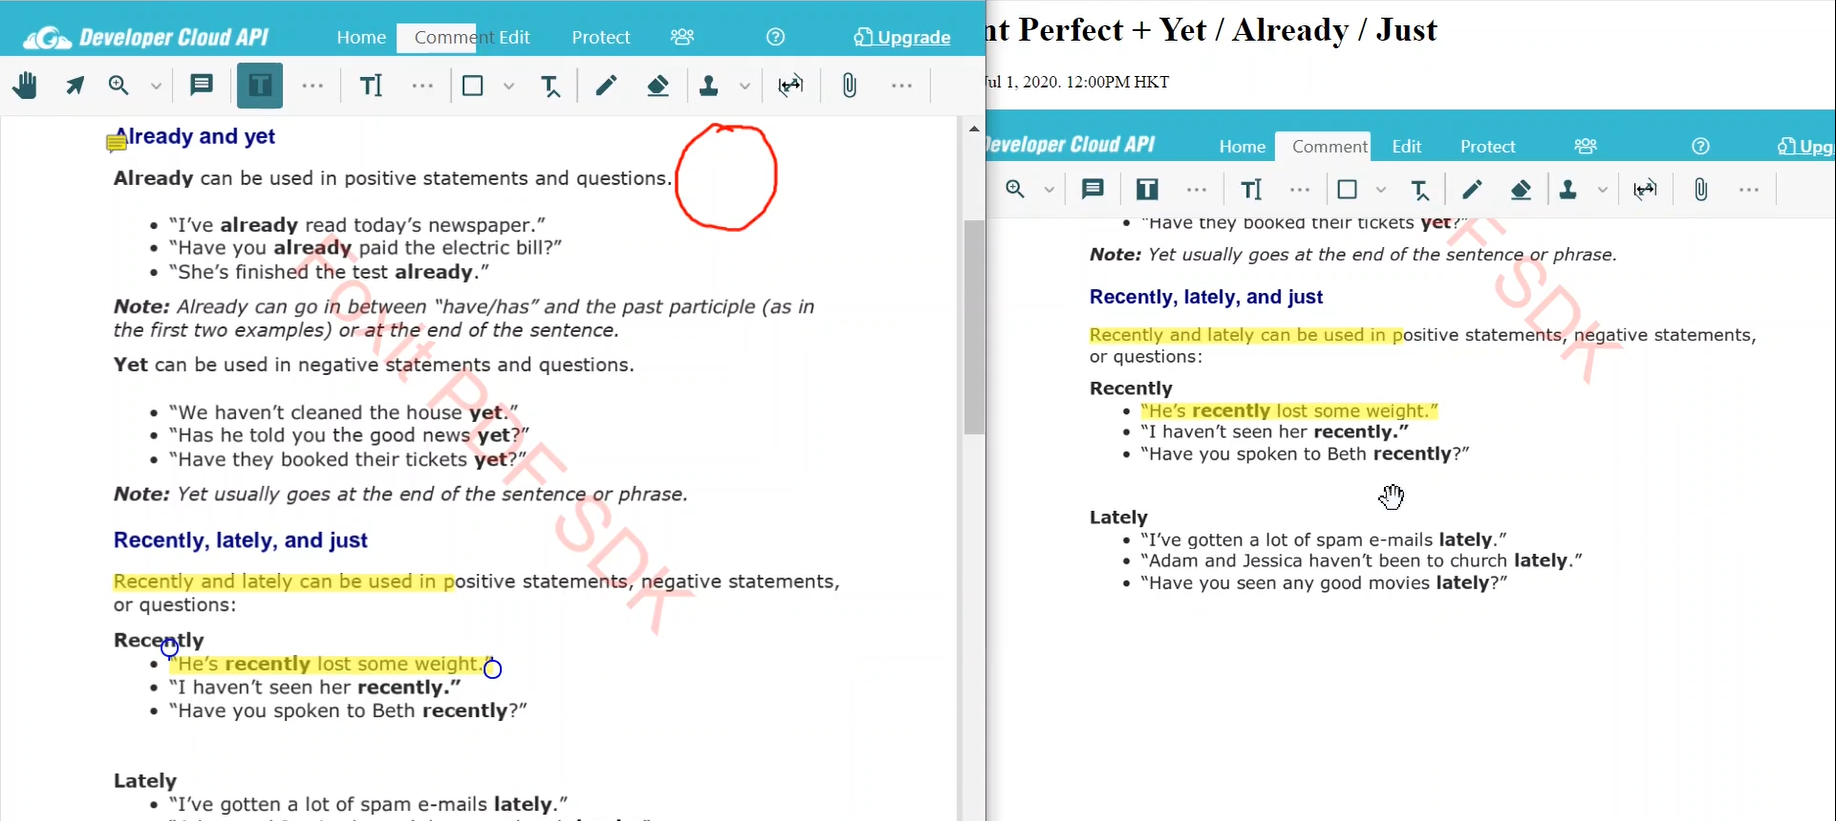 Developer Cloud API
Home Comment Edit Protect Upgrade
Already and yet
Already can be used in positive statements and questions.
• “I’ve already read today’s newspaper.”
• “Have you already paid the electric bill?”
• “She’s finished the test already.”
Note: Already can go in between “have/has” and the past participle (as in
the first two examples) or at the end of the sentence.
Yet can be used in negative statements and questions.
• “We haven’t cleaned the house yet.”
• “Has he told you the good news yet?”
• “Have they booked their tickets yet?”
Note: Yet usually goes at the end of the sentence or phrase.
Recently, lately, and just
Recently and lately can be used in positive statements, negative statements,
or questions:
Recently
• “He’s recently lost some weight.”
• “I haven’t seen her recently.”
• “Have you spoken to Beth recently?”
Lately
• “I’ve gotten a lot of spam e-mails lately.”
Foxit PDF SDK
nt Perfect + Yet / Already / Just
Jul 1, 2020. 12:00PM HKT
Developer Cloud API
Home Comment Edit Protect Upg
• “Have they booked their tickets yet?”
Note: Yet usually goes at the end of the sentence or phrase.
Recently, lately, and just
Recently and lately can be used in positive statements, negative statements,
or questions:
Recently
• “He’s recently lost some weight.”
• “I haven’t seen her recently.”
• “Have you spoken to Beth recently?”
Lately
• “I’ve gotten a lot of spam e-mails lately.”
• “Adam and Jessica haven’t been to church lately.”
• “Have you seen any good movies lately?”
F SDK